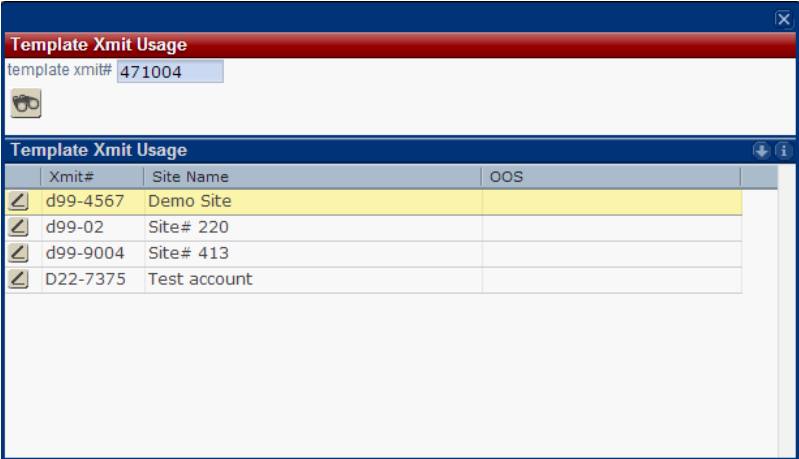 Template Xmit Usage
template xmit# 471004
Template Xmit Usage
Xmit# Site Name OOS
d99-4567 Demo Site
d99-02 Site# 220
d99-9004 Site# 413
D22-7375 Test account